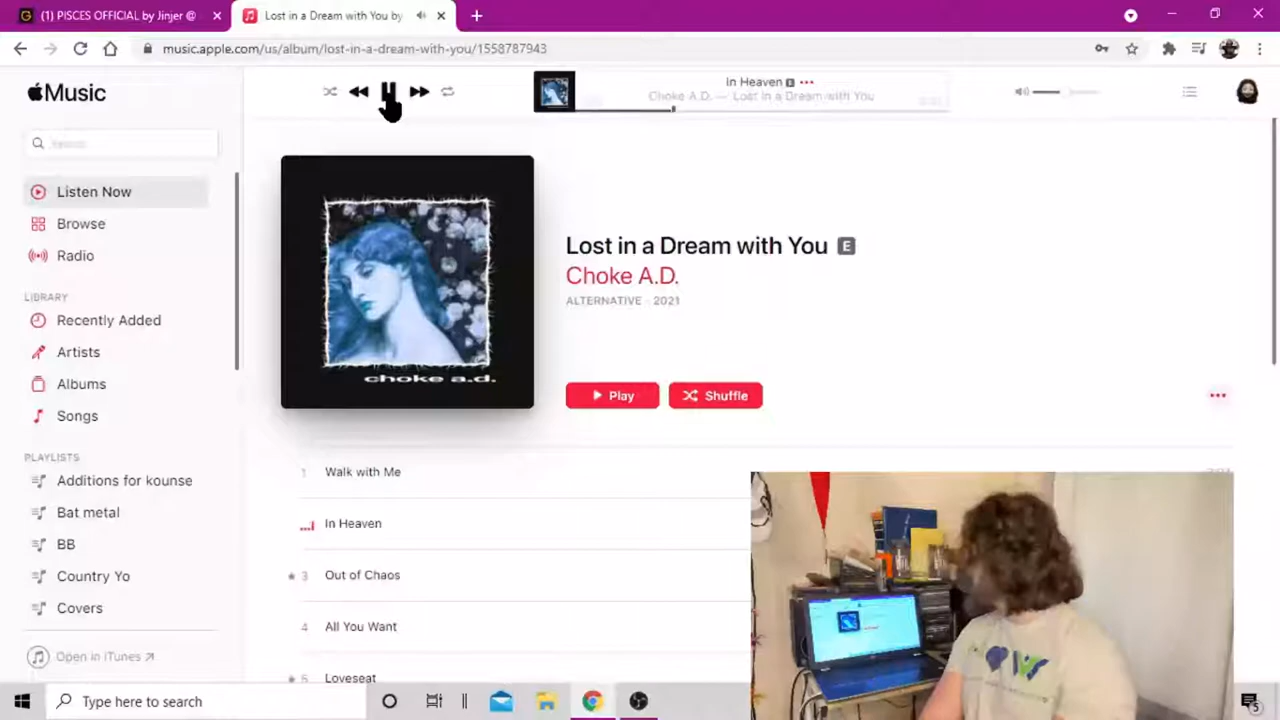 (1) PISCES OFFICIAL by Jinjer @
Lost in a Dream with You by
music.apple.com/us/album/lost-in-a-dream-with-you/1558787943
Music
In Heaven E
Choke A.D. — Lost in a Dream with You
Search
Listen Now
Browse
Radio
LIBRARY
Recently Added
Artists
Albums
Songs
PLAYLISTS
Additions for kounse
Bat metal
BB
Country Yo
Covers
Open in iTunes
choke a.d.
Lost in a Dream with You E
Choke A.D.
ALTERNATIVE · 2021
Play
Shuffle
1 Walk with Me
In Heaven
3 Out of Chaos
4 All You Want
5 Loveseat
Type here to search
5